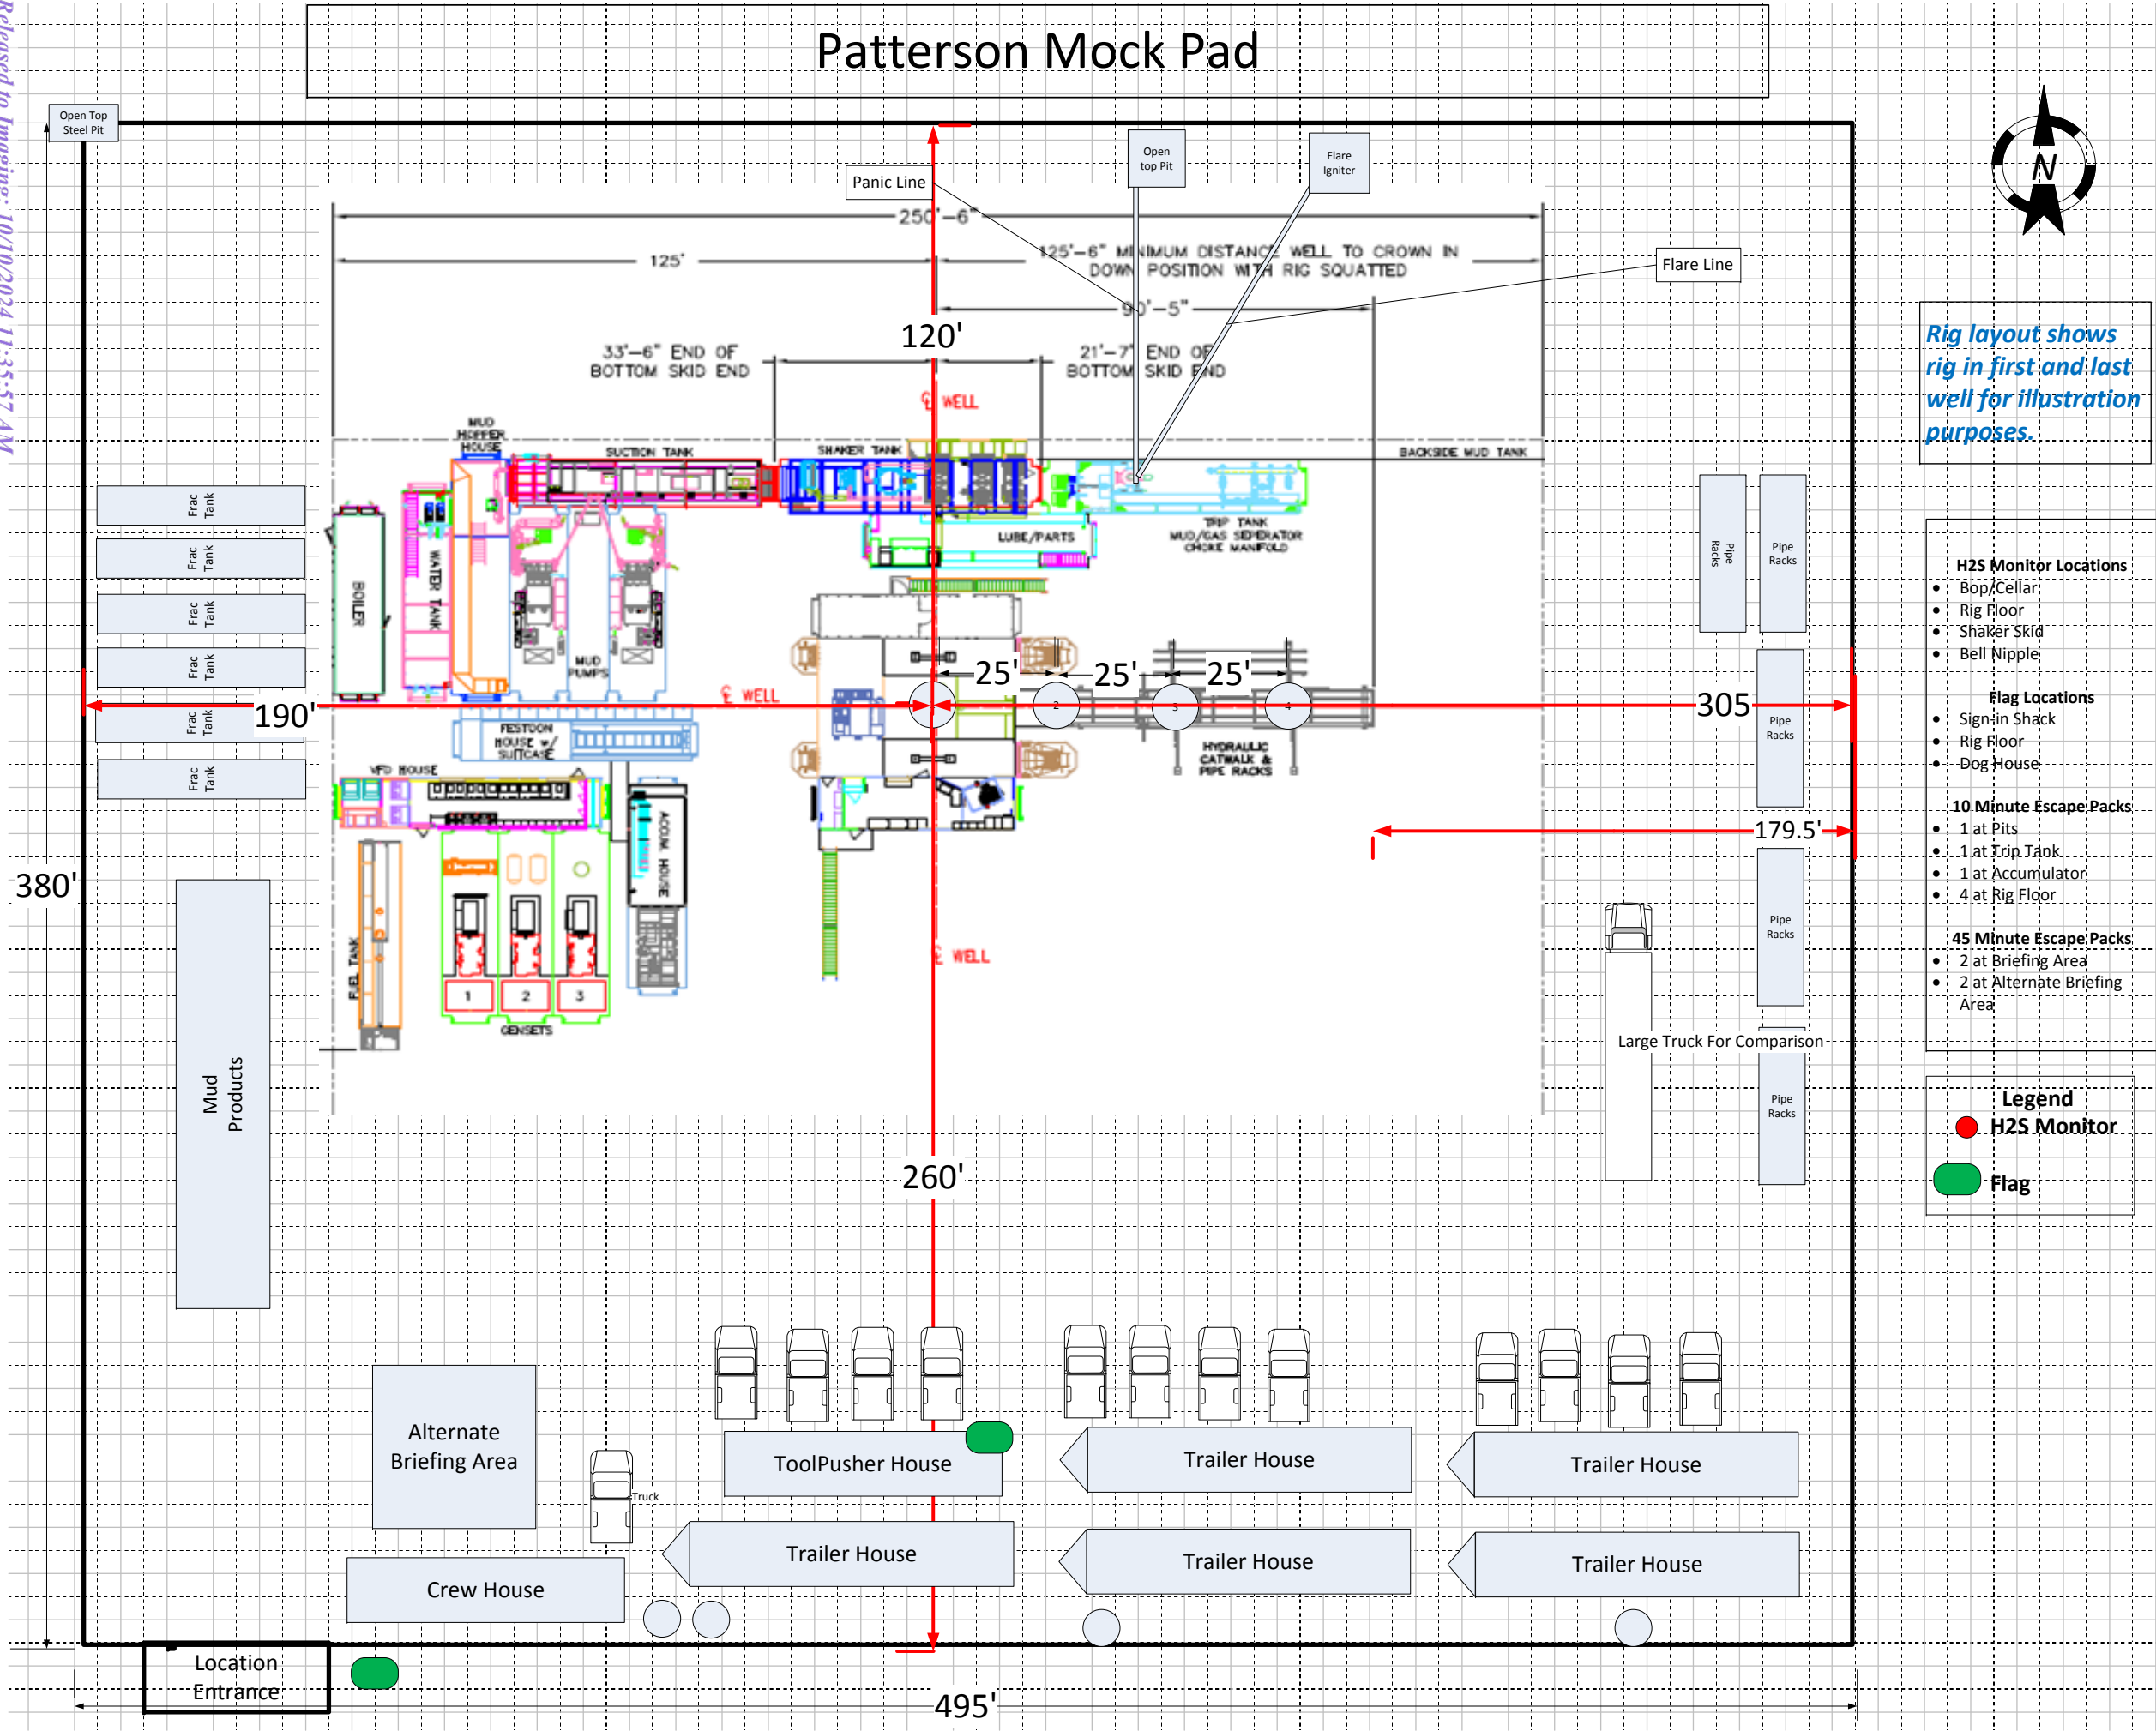 Released to Imaging: 10/10/2024 11:35:57 AM
Patterson Mock Pad
Open Top
Steel Pit
Open
top Pit
Flare
Igniter
Panic Line
N
250'-6"
125'
125'-6" MINIMUM DISTANCE WELL TO CROWN IN
DOWN POSITION WITH RIG SQUATTED
Flare Line
90'-5"
120'
33'-6" END OF
BOTTOM SKID END
21'-7" END OF
BOTTOM SKID END
Rig layout shows
rig in first and last
well for illustration
purposes.
℄ WELL
MUD
HOPPER
HOUSE
SUCTION TANK
SHAKER TANK
BACKSIDE MUD TANK
Frac
Tank
Frac
Tank
Frac
Tank
Frac
Tank
Frac
Tank
Frac
Tank
BOILER
WATER TANK
MUD
PUMPS
LUBE/PARTS
TRIP TANK
MUD/GAS SEPERATOR
CHOKE MANIFOLD
Pipe
Racks
Pipe
Racks
Pipe
Racks
Pipe
Racks
Pipe
Racks
H2S Monitor Locations
• Bop/Cellar
• Rig Floor
• Shaker Skid
• Bell Nipple
Flag Locations
• Sign in Shack
• Rig Floor
• Dog House
10 Minute Escape Packs
• 1 at Pits
• 1 at Trip Tank
• 1 at Accumulator
• 4 at Rig Floor
45 Minute Escape Packs
• 2 at Briefing Area
• 2 at Alternate Briefing
Area
25'
25'
25'
℄ WELL
190'
2
3
4
305
FESTOON
HOUSE w/
SUITCASE
HYDRAULIC
CATWALK &
PIPE RACKS
VFD HOUSE
179.5'
ACCUM. HOUSE
380'
FUEL TANK
℄ WELL
1
2
3
GENSETS
Large Truck For Comparison
Mud
Products
Legend
H2S Monitor
Flag
260'
Alternate
Briefing Area
ToolPusher House
Trailer House
Trailer House
Truck
Trailer House
Trailer House
Trailer House
Crew House
Location
Entrance
495'